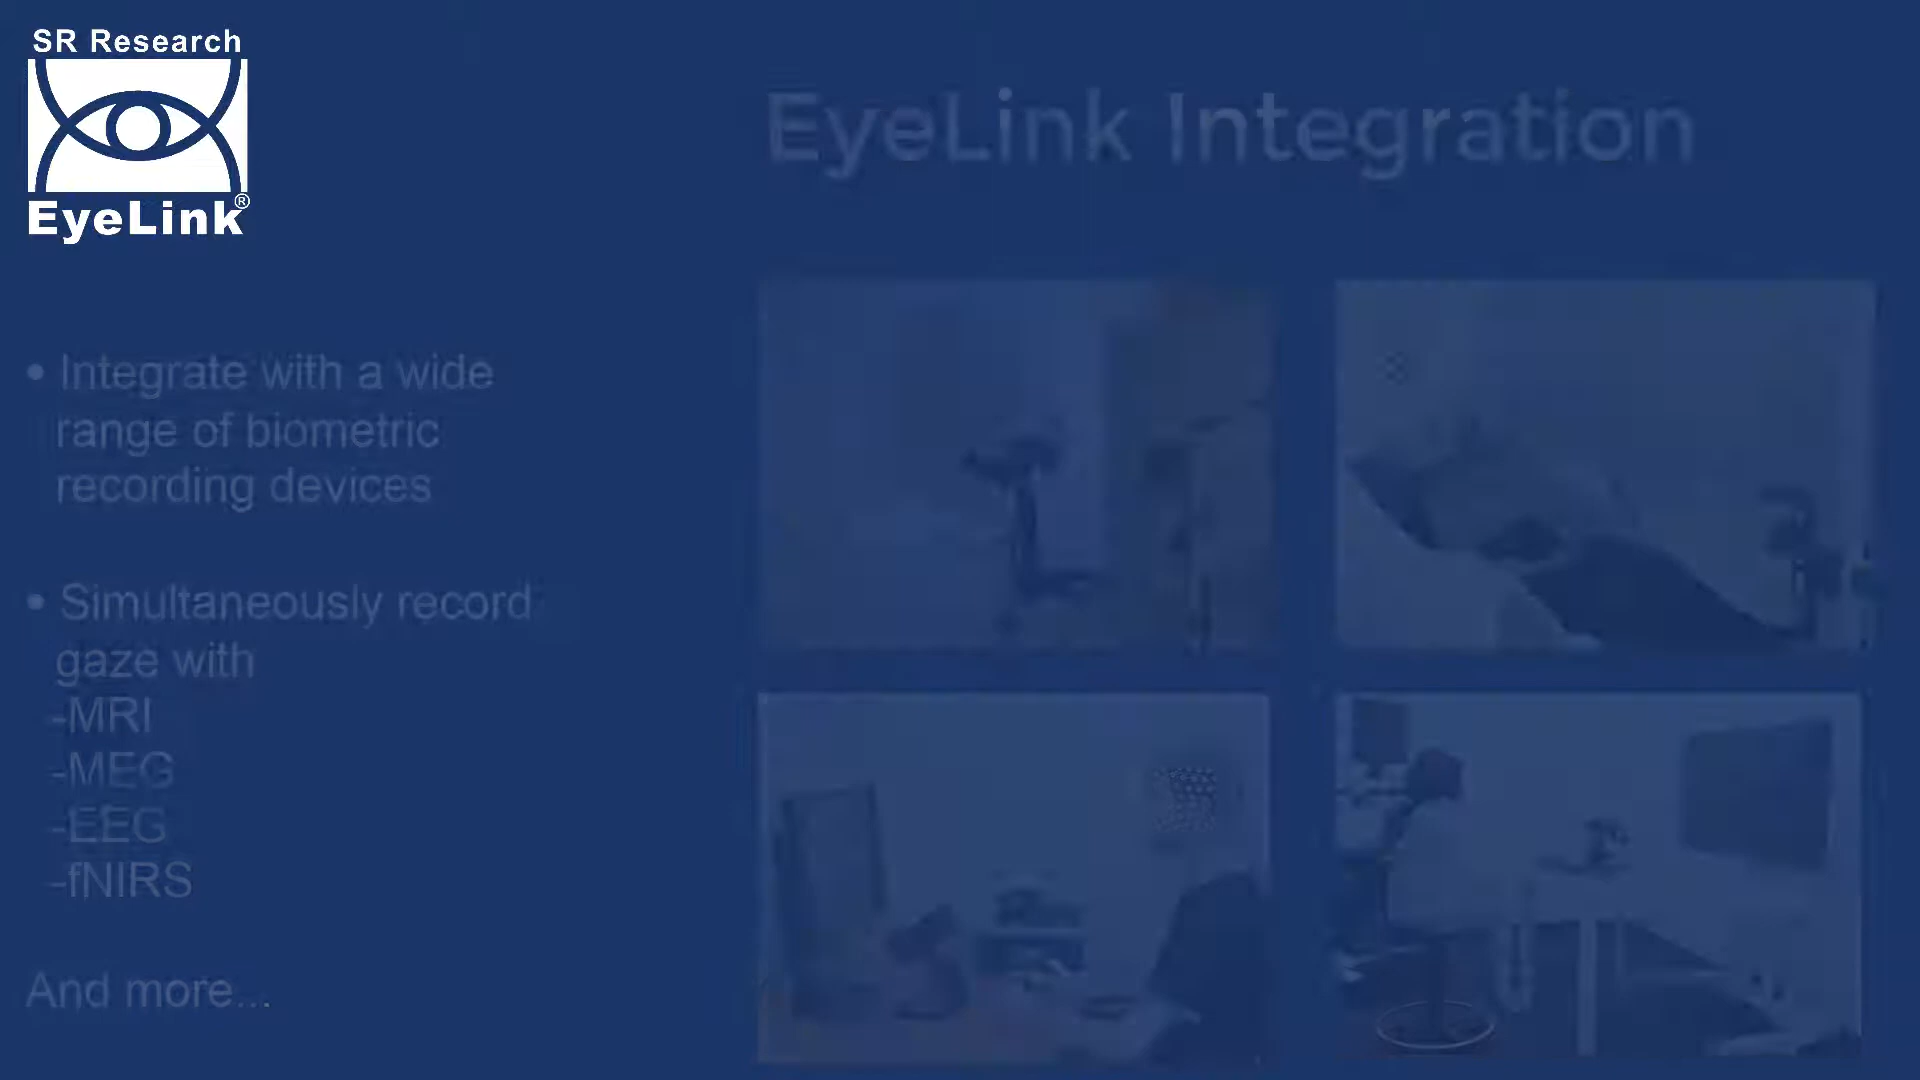 SR Research
EyeLink®
EyeLink Integration
• Integrate with a wide
range of biometric
recording devices
• Simultaneously record
gaze with
-MRI
-MEG
-EEG
-fNIRS
And more...